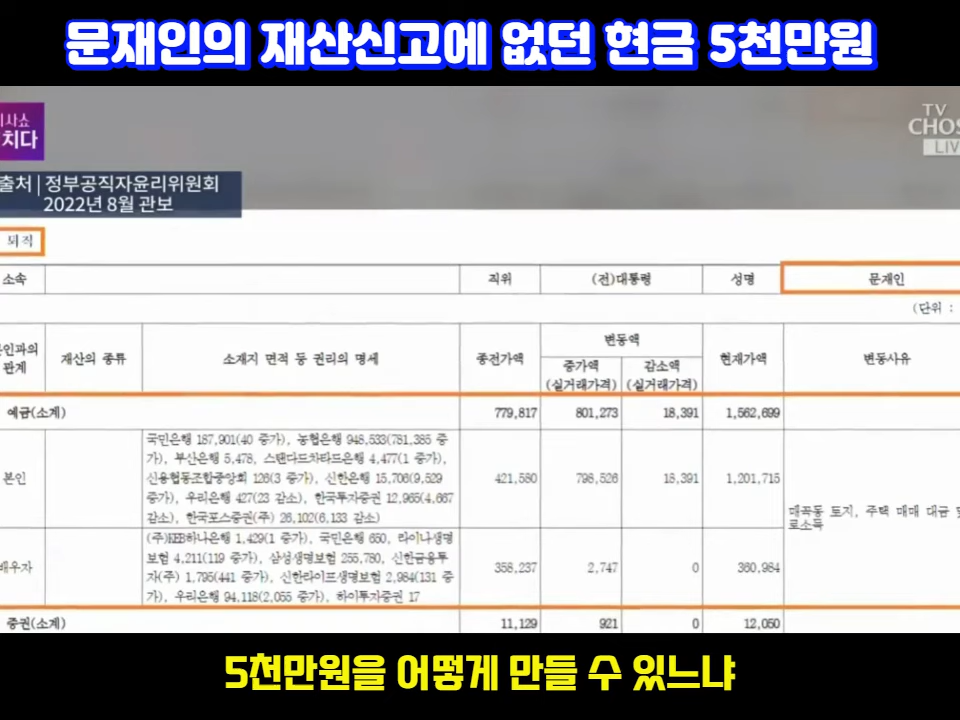 문재인의 재산신고에 없던 현금 5천만원
시사쇼
치다
TV
CHOS
LIV
출처 | 정부공직자윤리위원회
2022년 8월 관보
퇴직
소속 직위 (전)대통령 성명 문재인
(단위 :
본인과의 관계 재산의 종류 소재지 면적 등 권리의 명세 종전가액 변동액 현재가액 변동사유
증가액 (실거래가격) 감소액 (실거래가격)
예금(소계) 779,817 801,273 18,391 1,562,699
본인
국민은행 187,901(40 증가), 농협은행 948,533(781,385 증
가), 부산은행 5,478, 스탠다드차타드은행 4,477(1 증가),
신용협동조합중앙회 126(3 증가), 신한은행 15,706(9,529
증가), 우리은행 427(23 감소), 한국투자증권 12,965(4,667
감소), 한국포스증권(주) 26,102(6,133 감소)
421,580 798,526 18,391 1,201,715
매곡동 토지, 주택 매매 대금 및
로소득
배우자
(주)KEB하나은행 1,429(1 증가), 국민은행 650, 라이나생명
보험 4,211(119 증가), 삼성생명보험 255,780, 신한금융투
자(주) 1,795(441 증가), 신한라이프생명보험 2,984(131 증
가), 우리은행 94,118(2,055 증가), 하이투자증권 17
358,237 2,747 0 360,984
증권(소계) 11,129 921 0 12,050
5천만원을 어떻게 만들 수 있느냐